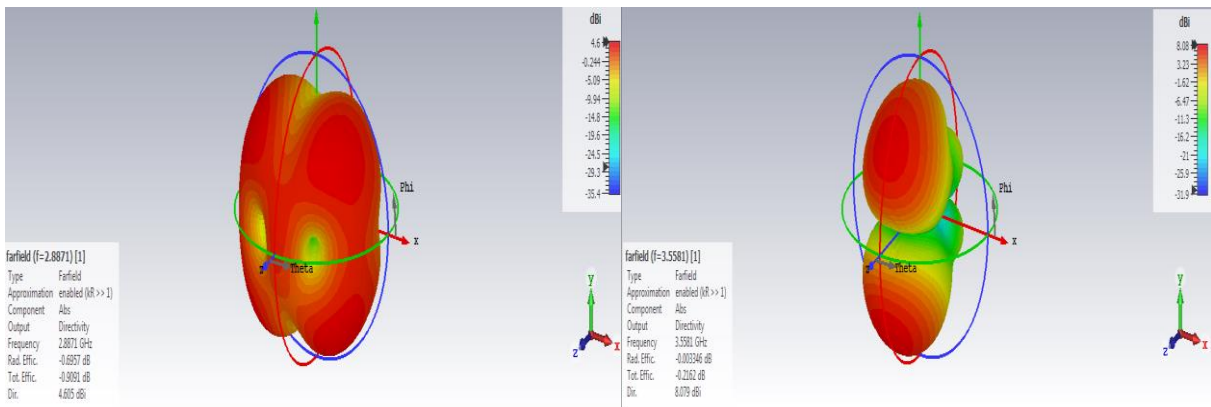 dBi
4.6
-0.244
-5.09
-9.94
-14.8
-19.6
-24.5
-29.3
-35.4
Phi
x
z
Theta
farfield (f=2.8871) [1]
Type Farfield
Approximation enabled (kR >> 1)
Component Abs
Output Directivity
Frequency 2.8871 GHz
Rad. Effic. -0.6957 dB
Tot. Effic. -0.9091 dB
Dir. 4.605 dBi
y
z
x
dBi
8.08
3.23
-1.62
-6.47
-11.3
-16.2
-21
-25.9
-31.9
Phi
x
z
Theta
farfield (f=3.5581) [1]
Type Farfield
Approximation enabled (kR >> 1)
Component Abs
Output Directivity
Frequency 3.5581 GHz
Rad. Effic. -0.003346 dB
Tot. Effic. -0.2162 dB
Dir. 8.079 dBi
y
z
x